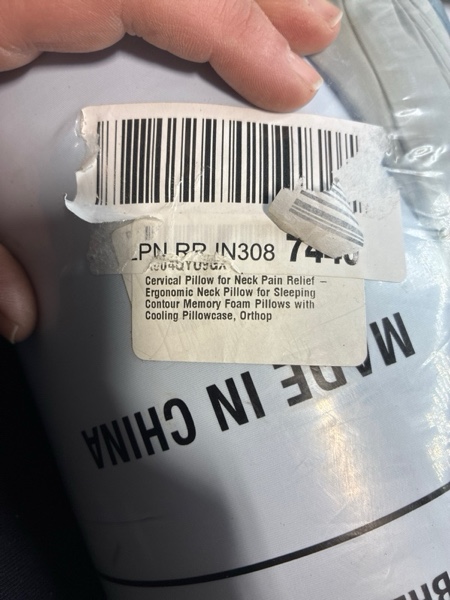 LPN RR IN308
Cervical Pillow for Neck Pain Relief –
Ergonomic Neck Pillow for Sleeping
Contour Memory Foam Pillows with
Cooling Pillowcase, Orthop
MADE IN CHINA